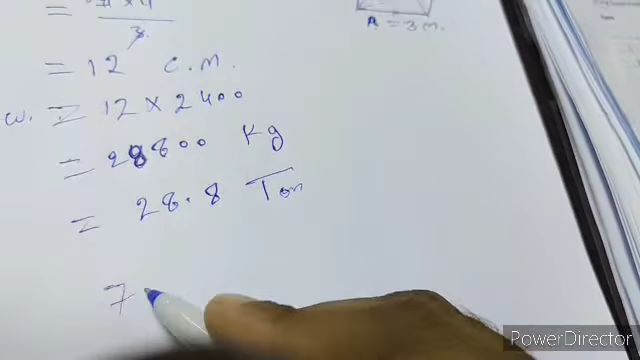 = 12 C.M.
A = 3 m.
W. = 12 × 2400
= 28800 Kg
= 28.8 Ton
7
PowerDirector